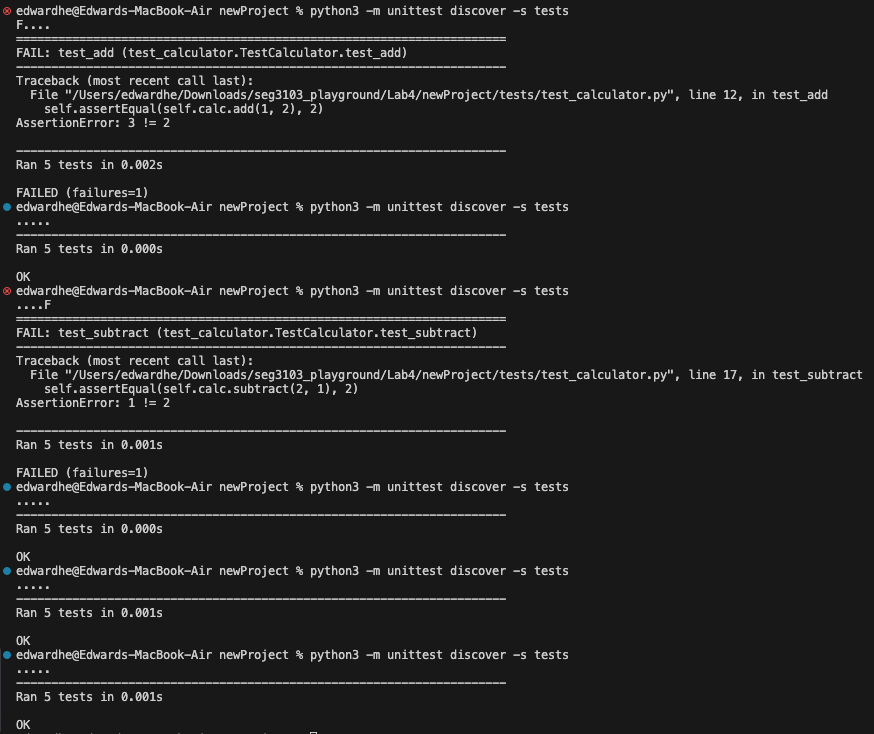 edwardhe@Edwards-MacBook-Air newProject % python3 -m unittest discover -s tests
F....
======================================================================
FAIL: test_add (test_calculator.TestCalculator.test_add)
----------------------------------------------------------------------
Traceback (most recent call last):
  File "/Users/edwardhe/Downloads/seg3103_playground/Lab4/newProject/tests/test_calculator.py", line 12, in test_add
    self.assertEqual(self.calc.add(1, 2), 2)
AssertionError: 3 != 2
----------------------------------------------------------------------
Ran 5 tests in 0.002s
FAILED (failures=1)
edwardhe@Edwards-MacBook-Air newProject % python3 -m unittest discover -s tests
.....
----------------------------------------------------------------------
Ran 5 tests in 0.000s
OK
edwardhe@Edwards-MacBook-Air newProject % python3 -m unittest discover -s tests
....F
======================================================================
FAIL: test_subtract (test_calculator.TestCalculator.test_subtract)
----------------------------------------------------------------------
Traceback (most recent call last):
  File "/Users/edwardhe/Downloads/seg3103_playground/Lab4/newProject/tests/test_calculator.py", line 17, in test_subtract
    self.assertEqual(self.calc.subtract(2, 1), 2)
AssertionError: 1 != 2
----------------------------------------------------------------------
Ran 5 tests in 0.001s
FAILED (failures=1)
edwardhe@Edwards-MacBook-Air newProject % python3 -m unittest discover -s tests
.....
----------------------------------------------------------------------
Ran 5 tests in 0.000s
OK
edwardhe@Edwards-MacBook-Air newProject % python3 -m unittest discover -s tests
.....
----------------------------------------------------------------------
Ran 5 tests in 0.001s
OK
edwardhe@Edwards-MacBook-Air newProject % python3 -m unittest discover -s tests
.....
----------------------------------------------------------------------
Ran 5 tests in 0.001s
OK